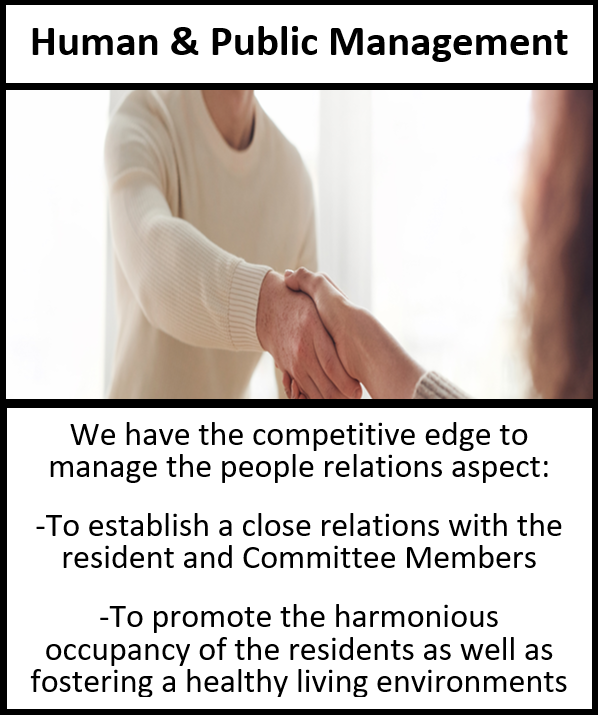 Human & Public Management
We have the competitive edge to
manage the people relations aspect:
-To establish a close relations with the
resident and Committee Members
-To promote the harmonious
occupancy of the residents as well as
fostering a healthy living environments